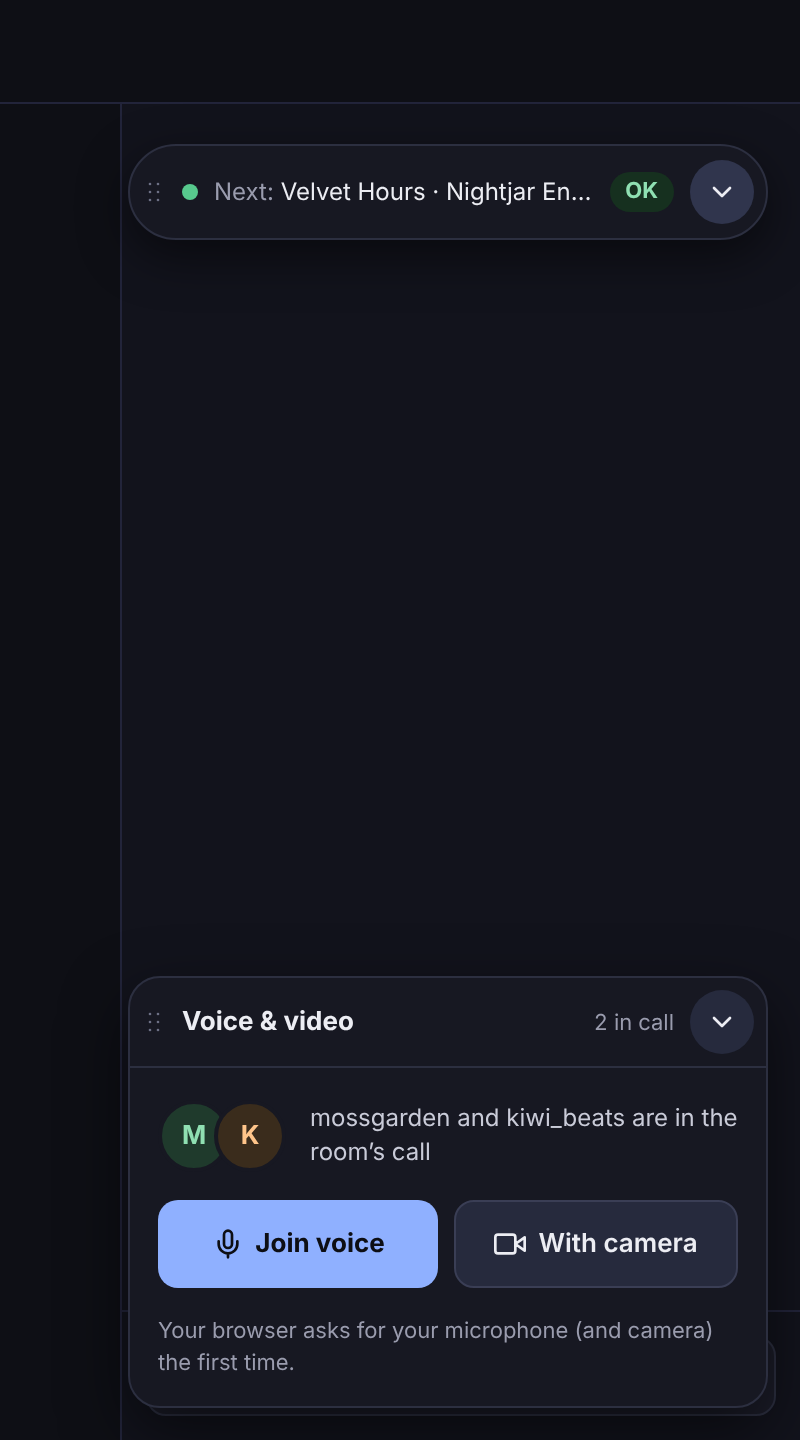 Next: Velvet Hours · Nightjar En... OK
Voice & video 2 in call
M K mossgarden and kiwi_beats are in the
room’s call
Join voice With camera
Your browser asks for your microphone (and camera)
the first time.